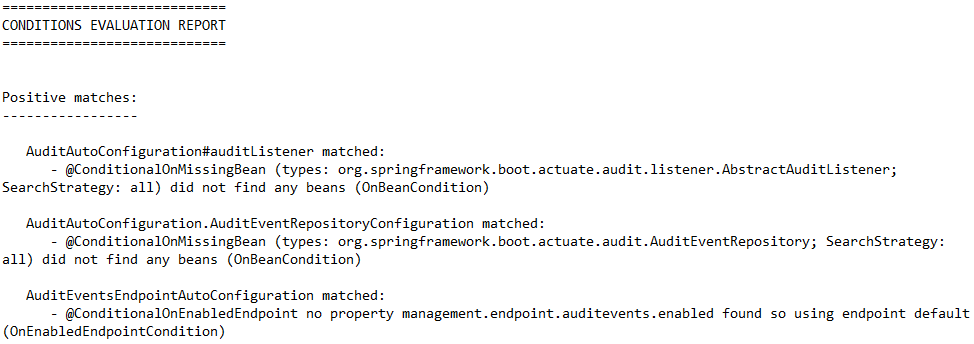 ============================
CONDITIONS EVALUATION REPORT
============================
Positive matches:
-----------------
AuditAutoConfiguration#auditListener matched:
- @ConditionalOnMissingBean (types: org.springframework.boot.actuate.audit.listener.AbstractAuditListener;
SearchStrategy: all) did not find any beans (OnBeanCondition)
AuditAutoConfiguration.AuditEventRepositoryConfiguration matched:
- @ConditionalOnMissingBean (types: org.springframework.boot.actuate.audit.AuditEventRepository; SearchStrategy:
all) did not find any beans (OnBeanCondition)
AuditEventsEndpointAutoConfiguration matched:
- @ConditionalOnEnabledEndpoint no property management.endpoint.auditevents.enabled found so using endpoint default
(OnEnabledEndpointCondition)